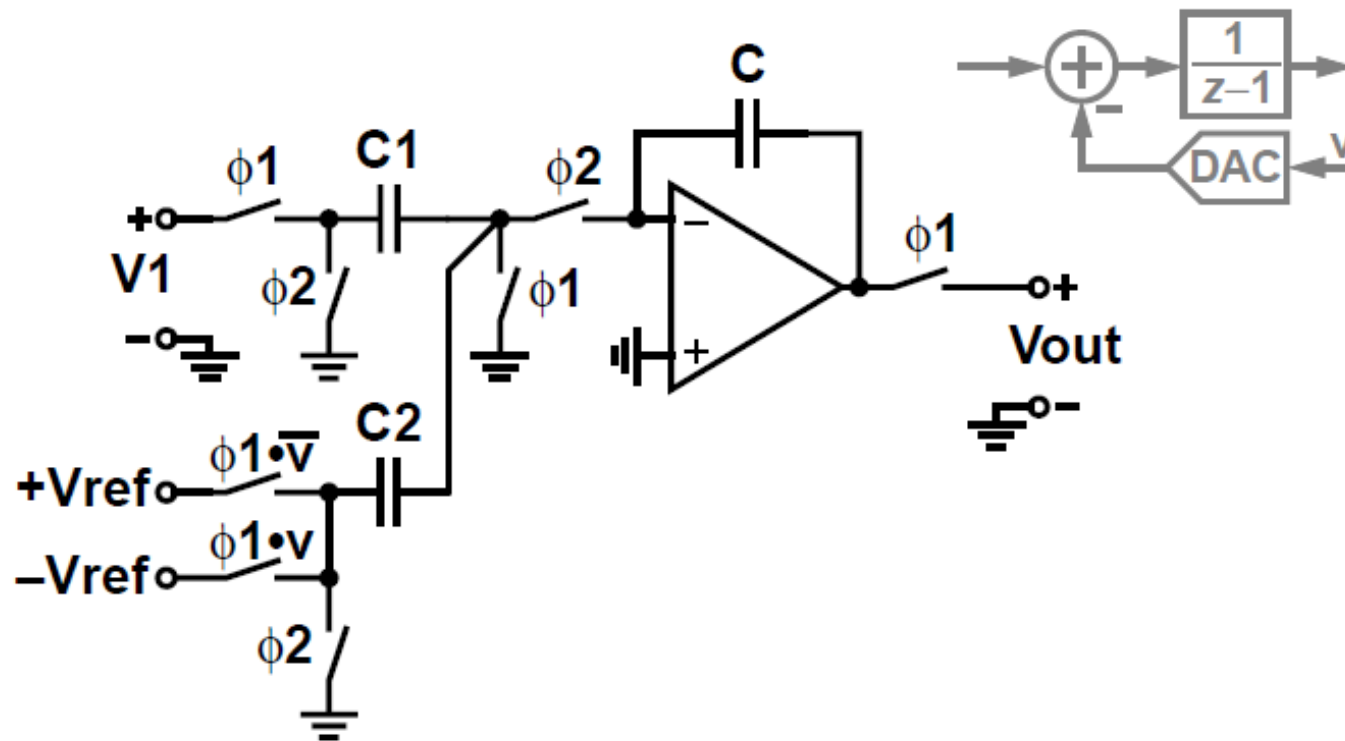 C
1
z–1
C1
ϕ1
ϕ2
+
–
DAC
v
+
V1
–
ϕ2
ϕ1
–
+
ϕ1
+
Vout
–
C2
+Vref
ϕ1•v̅
–Vref
ϕ1•v
ϕ2